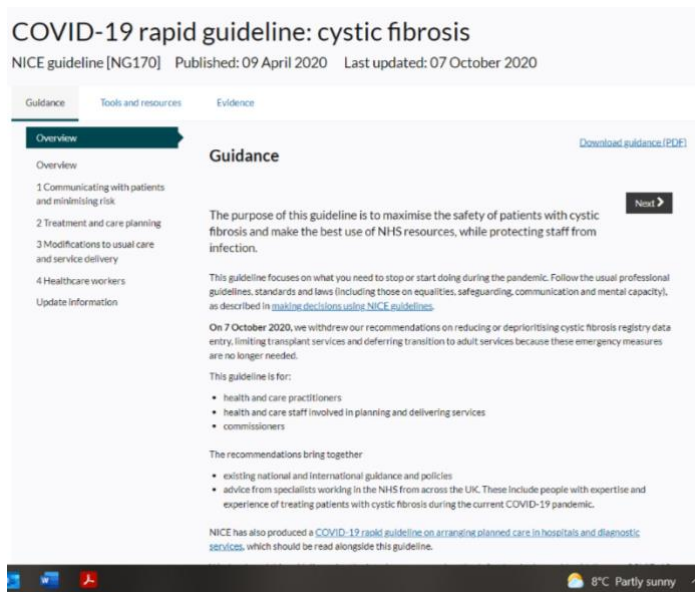 COVID-19 rapid guideline: cystic fibrosis
NICE guideline [NG170] Published: 09 April 2020 Last updated: 07 October 2020
Guidance Tools and resources Evidence
Overview
Overview
1 Communicating with patients
and minimising risk
2 Treatment and care planning
3 Modifications to usual care
and service delivery
4 Healthcare workers
Update information
Download guidance (PDF)
Guidance
Next
The purpose of this guideline is to maximise the safety of patients with cystic
fibrosis and make the best use of NHS resources, while protecting staff from
infection.
This guideline focuses on what you need to stop or start doing during the pandemic. Follow the usual professional
guidelines, standards and laws (including those on equalities, safeguarding, communication and mental capacity),
as described in making decisions using NICE guidelines.
On 7 October 2020, we withdrew our recommendations on reducing or deprioritising cystic fibrosis registry data
entry, limiting transplant services and deferring transition to adult services because these emergency measures
are no longer needed.
This guideline is for:
• health and care practitioners
• health and care staff involved in planning and delivering services
• commissioners
The recommendations bring together
• existing national and international guidance and policies
• advice from specialists working in the NHS from across the UK. These include people with expertise and
experience of treating patients with cystic fibrosis during the current COVID-19 pandemic.
NICE has also produced a COVID-19 rapid guideline on arranging planned care in hospitals and diagnostic
services, which should be read alongside this guideline.
8°C Partly sunny